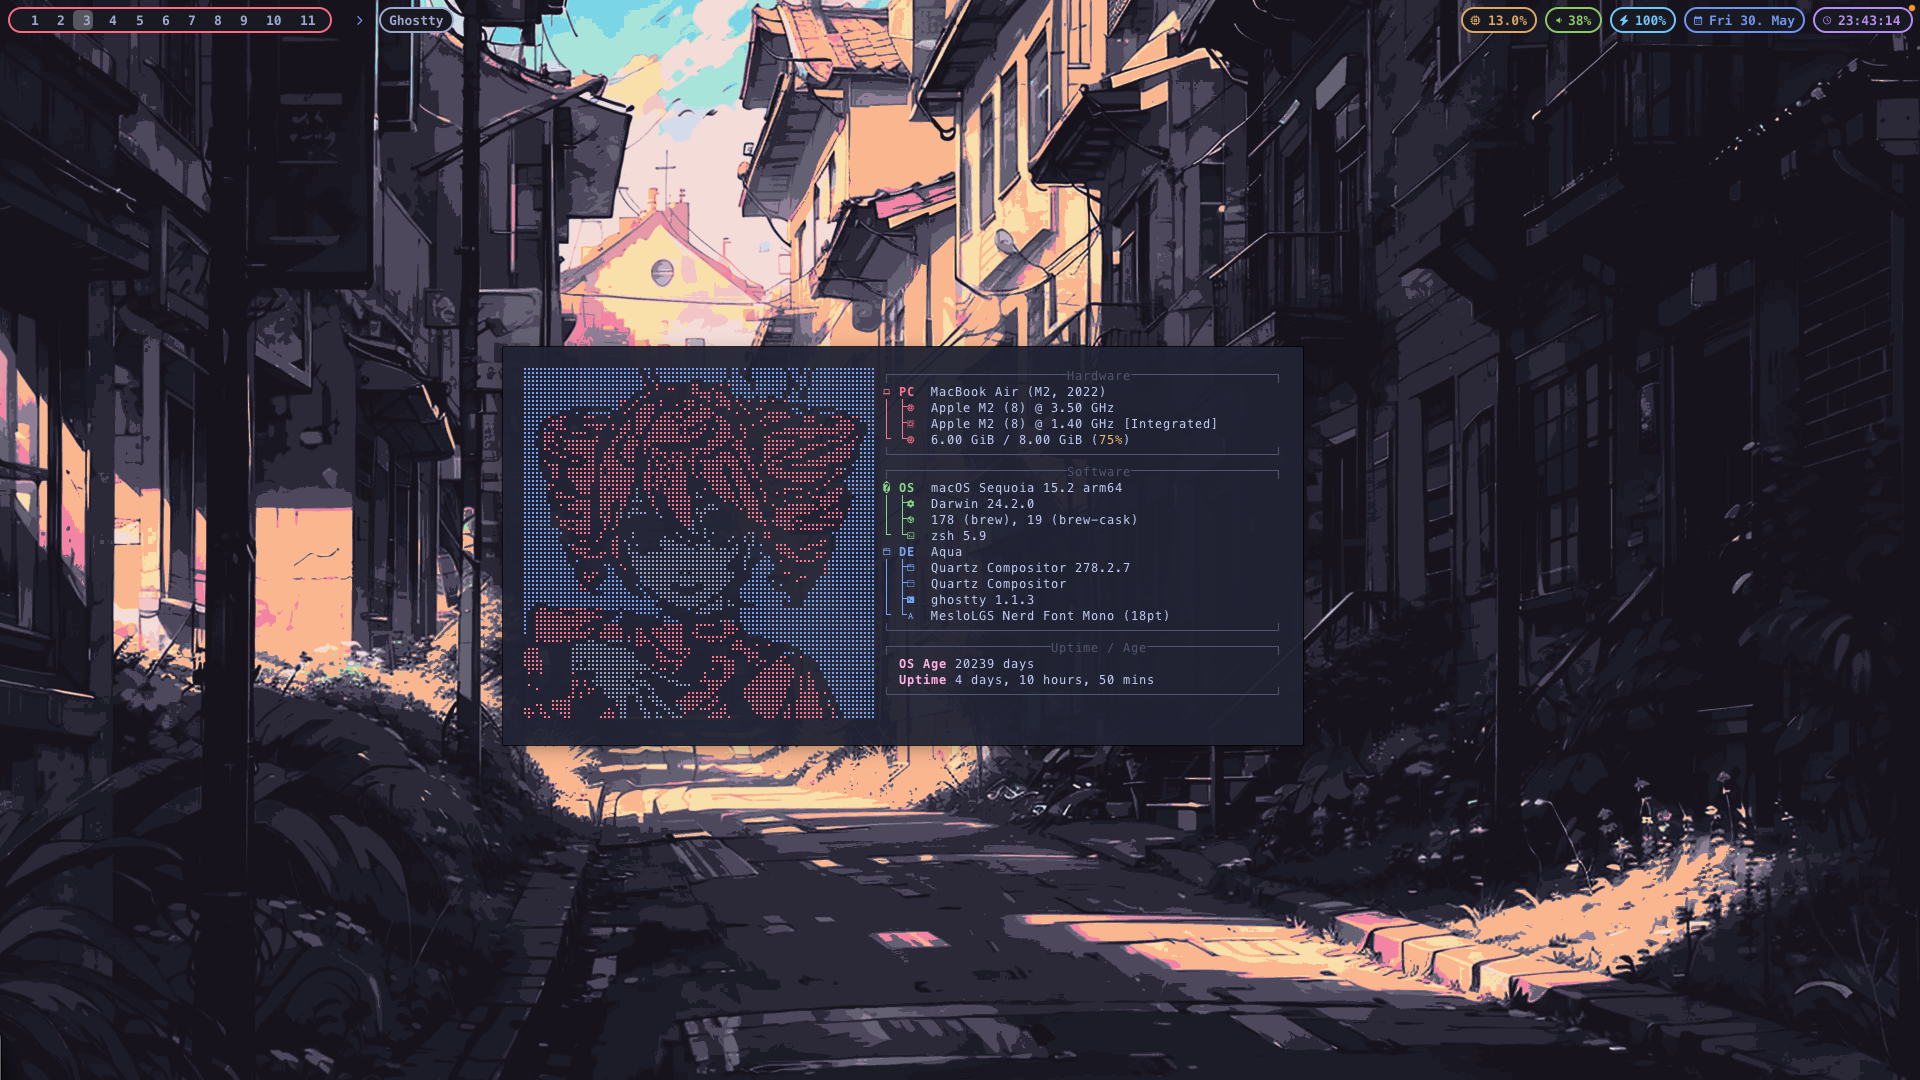 1 2 3 4 5 6 7 8 9 10 11
Ghostty
13.0%
38%
100%
Fri 30. May
23:43:14
Hardware
PC MacBook Air (M2, 2022)
Apple M2 (8) @ 3.50 GHz
Apple M2 (8) @ 1.40 GHz [Integrated]
6.00 GiB / 8.00 GiB (75%)
Software
OS macOS Sequoia 15.2 arm64
Darwin 24.2.0
178 (brew), 19 (brew-cask)
zsh 5.9
DE Aqua
Quartz Compositor 278.2.7
Quartz Compositor
ghostty 1.1.3
MesloLGS Nerd Font Mono (18pt)
Uptime / Age
OS Age 20239 days
Uptime 4 days, 10 hours, 50 mins